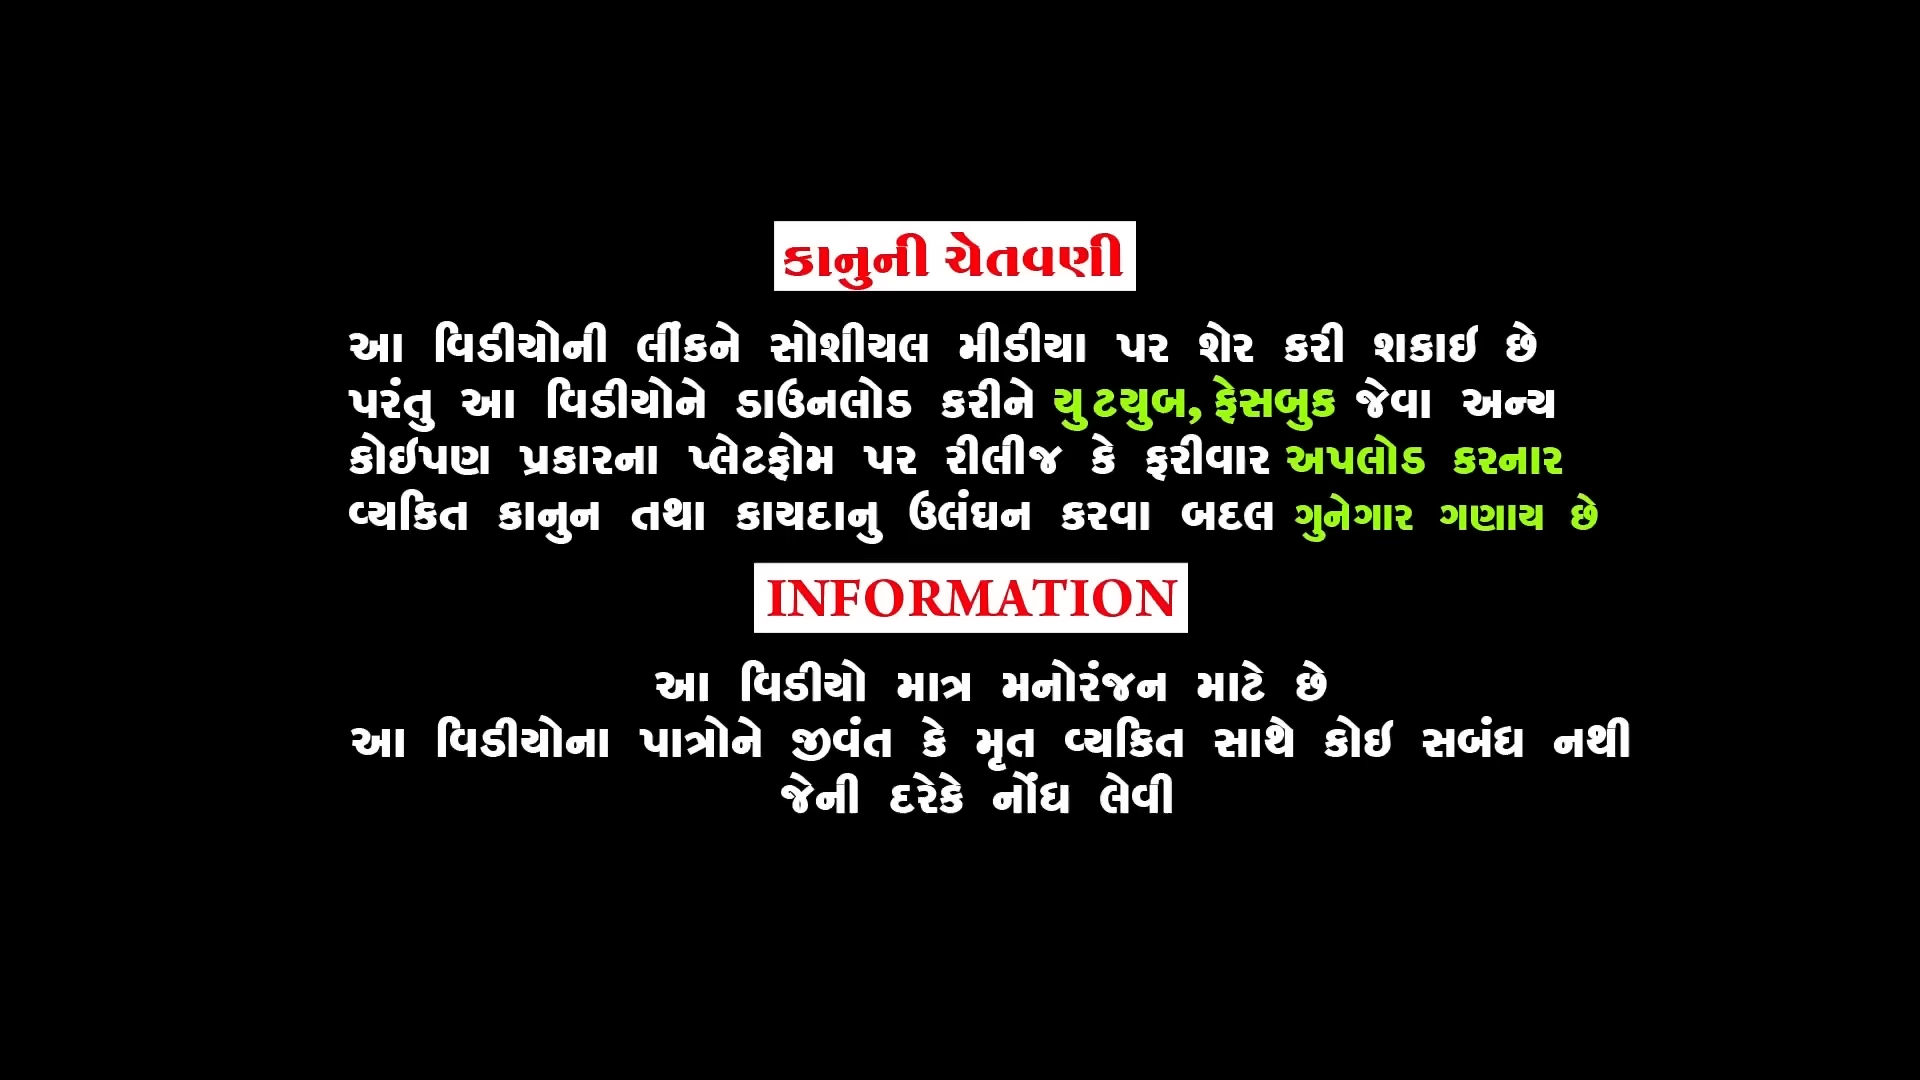 કાનુની ચેતવણી
આ વિડીયોની લીંકને સોશીયલ મીડીયા પર શેર કરી શકાઇ છે
પરંતુ આ વિડીયોને ડાઉનલોડ કરીને યુ ટયુબ, ફેસબુક જેવા અન્ય
કોઇપણ પ્રકારના પ્લેટફોમ પર રીલીજ કે ફરીવાર અપલોડ કરનાર
વ્યકિત કાનુન તથા કાયદાનુ ઉલંઘન કરવા બદલ ગુનેગાર ગણાય છે
INFORMATION
આ વિડીયો માત્ર મનોરંજન માટે છે
આ વિડીયોના પાત્રોને જીવંત કે મૃત વ્યકિત સાથે કોઇ સબંધ નથી
જેની દરેકે નોંધ લેવી